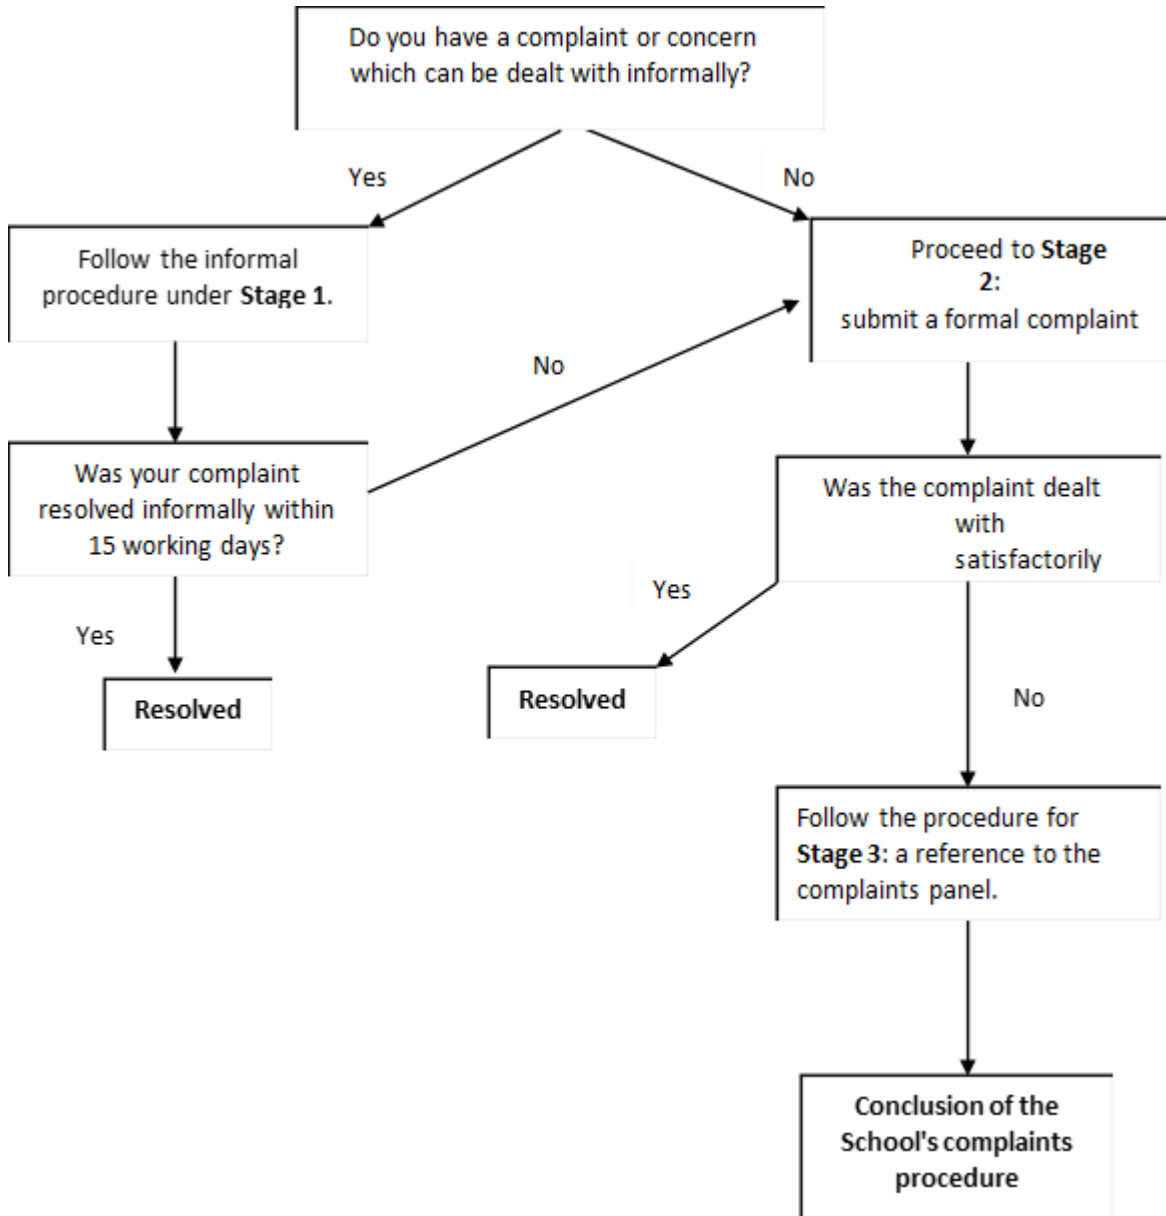 Do you have a complaint or concern
which can be dealt with informally?
Yes
No
Follow the informal
procedure under Stage 1.
Proceed to Stage
2:
submit a formal complaint
No
Was your complaint
resolved informally within
15 working days?
Was the complaint dealt
with
satisfactorily
Yes
Yes
Resolved
Resolved
No
Follow the procedure for
Stage 3: a reference to the
complaints panel.
Conclusion of the
School's complaints
procedure